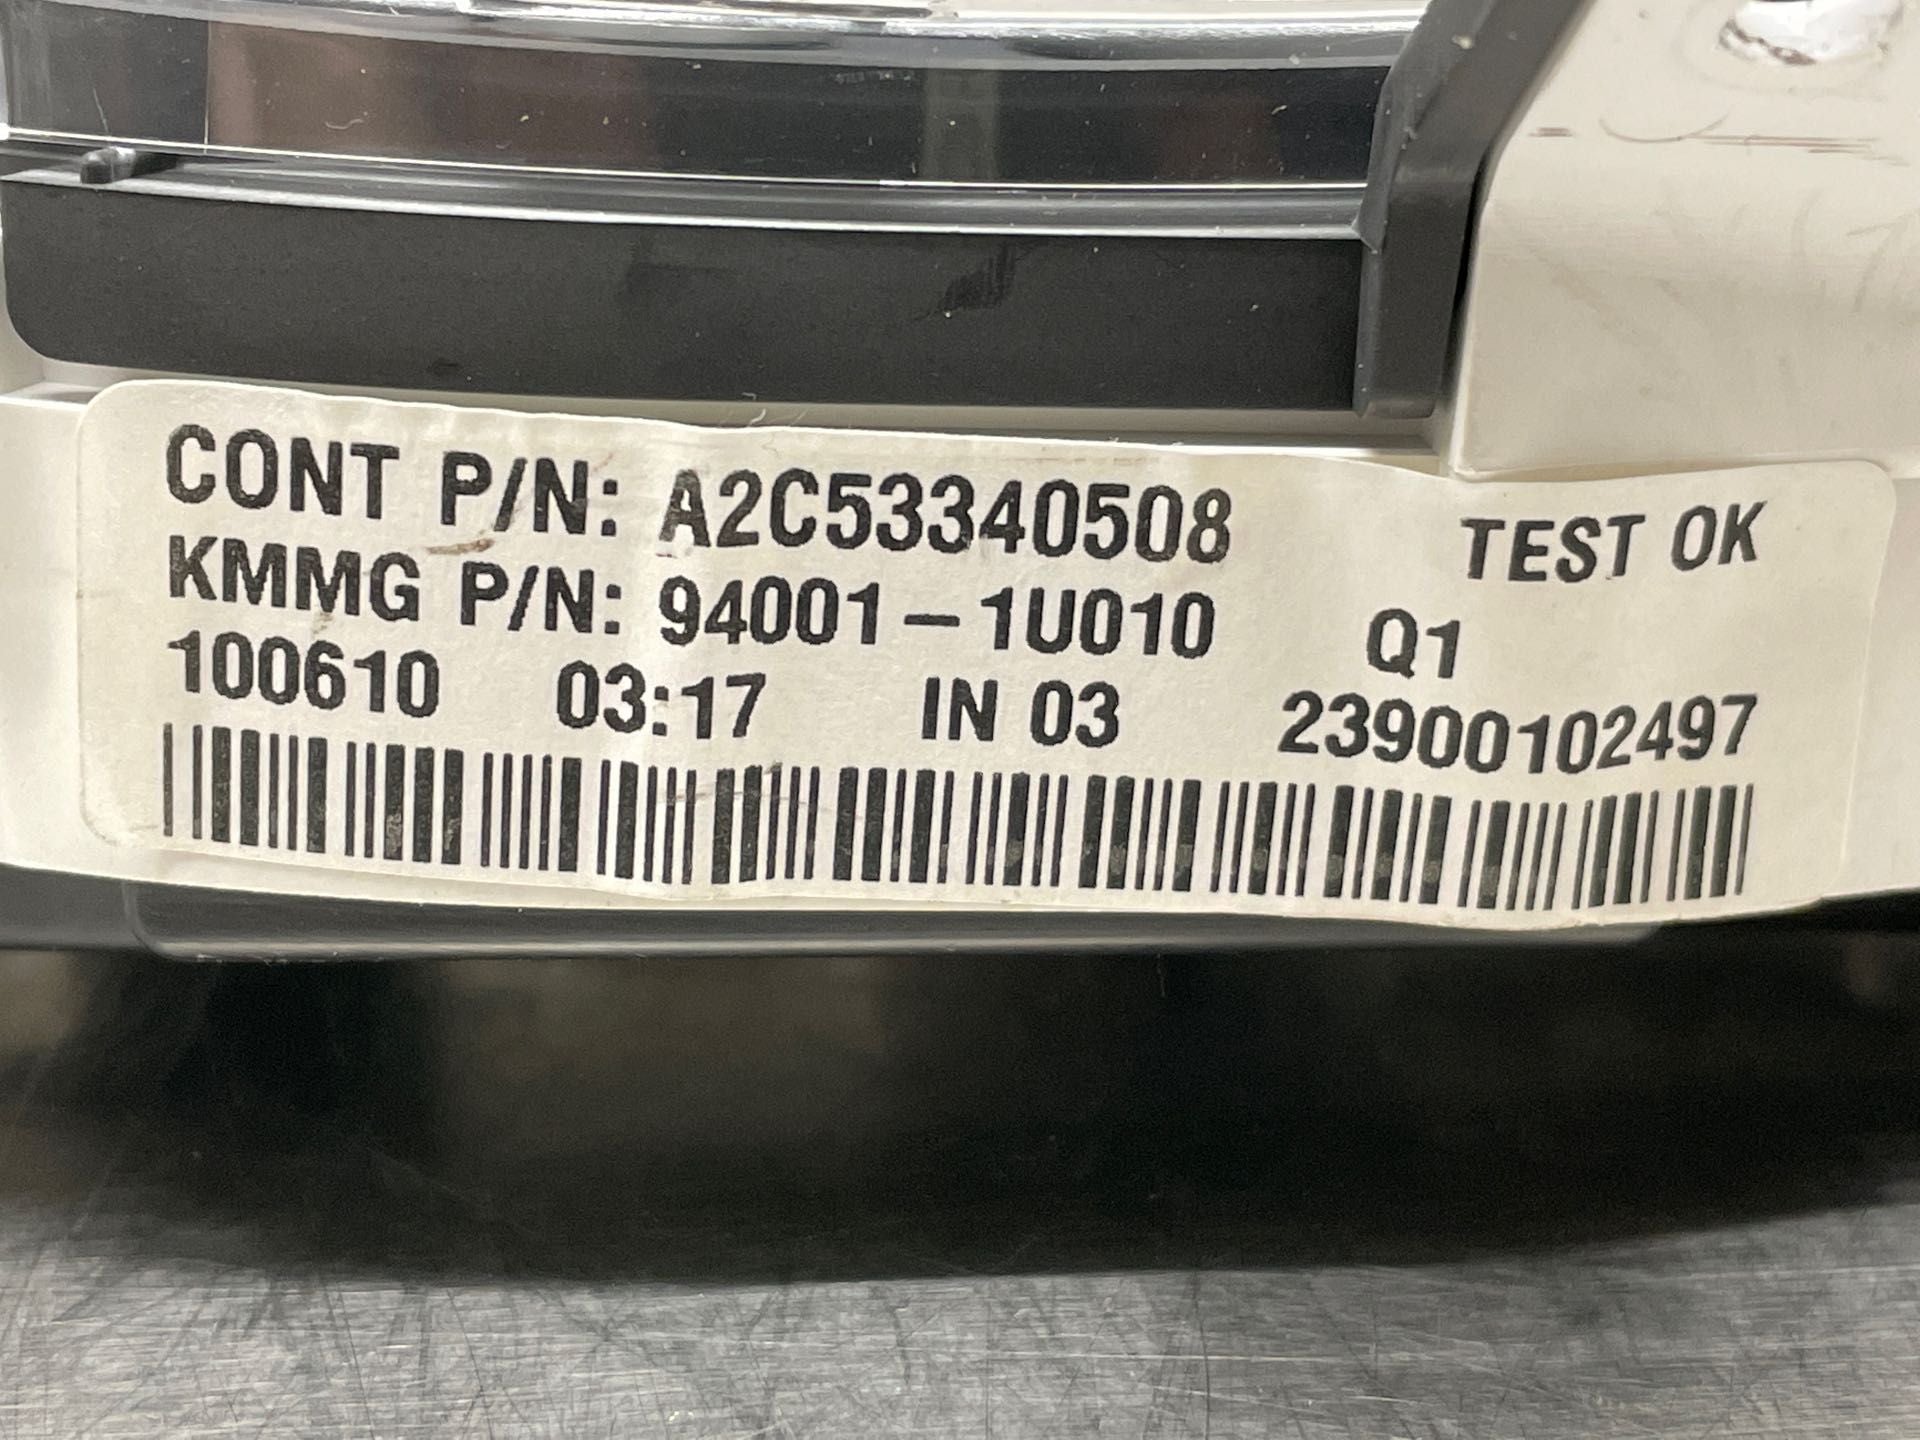 CONT P/N: A2C53340508 TEST OK
KMMG P/N: 94001-1U010 Q1
100610 03:17 IN 03 23900102497